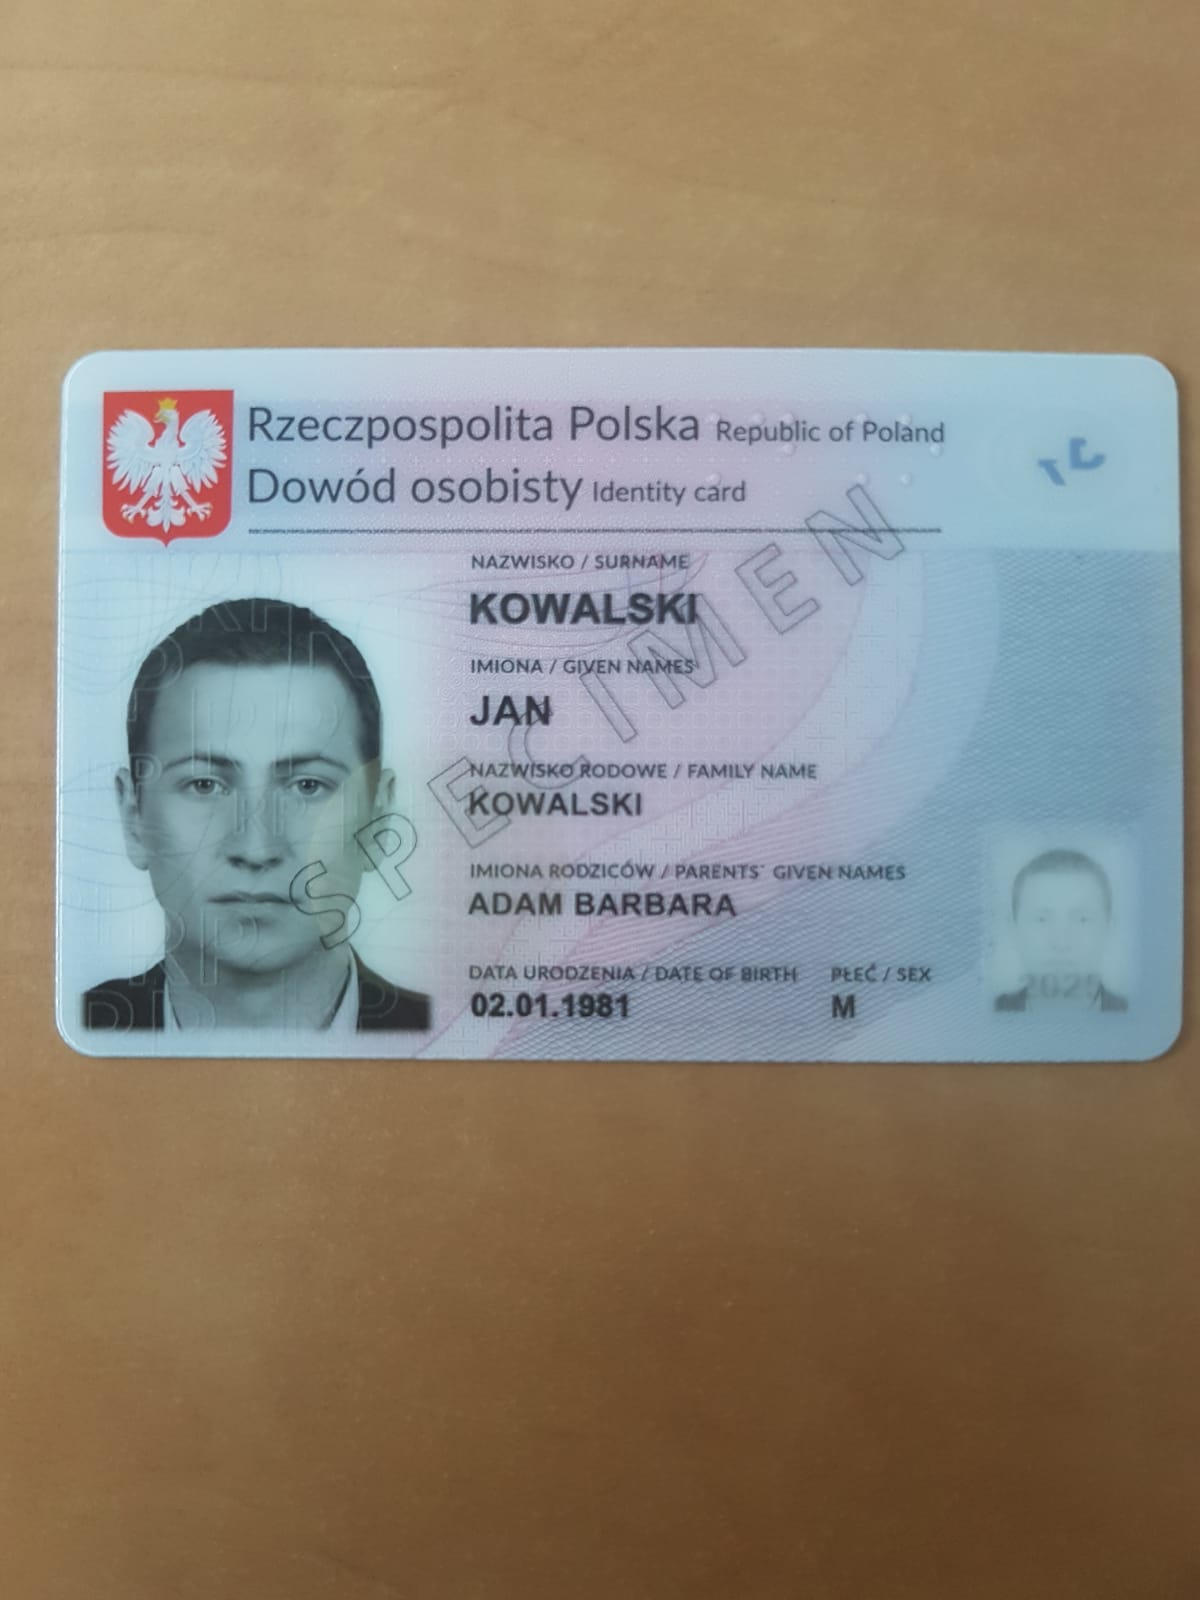 Rzeczpospolita Polska Republic of Poland
Dowód osobisty Identity card
NAZWISKO / SURNAME
KOWALSKI
IMIONA / GIVEN NAMES
JAN
NAZWISKO RODOWE / FAMILY NAME
KOWALSKI
IMIONA RODZICÓW / PARENTS` GIVEN NAMES
ADAM BARBARA
DATA URODZENIA / DATE OF BIRTH PŁEĆ / SEX
02.01.1981 M
SPECIMEN